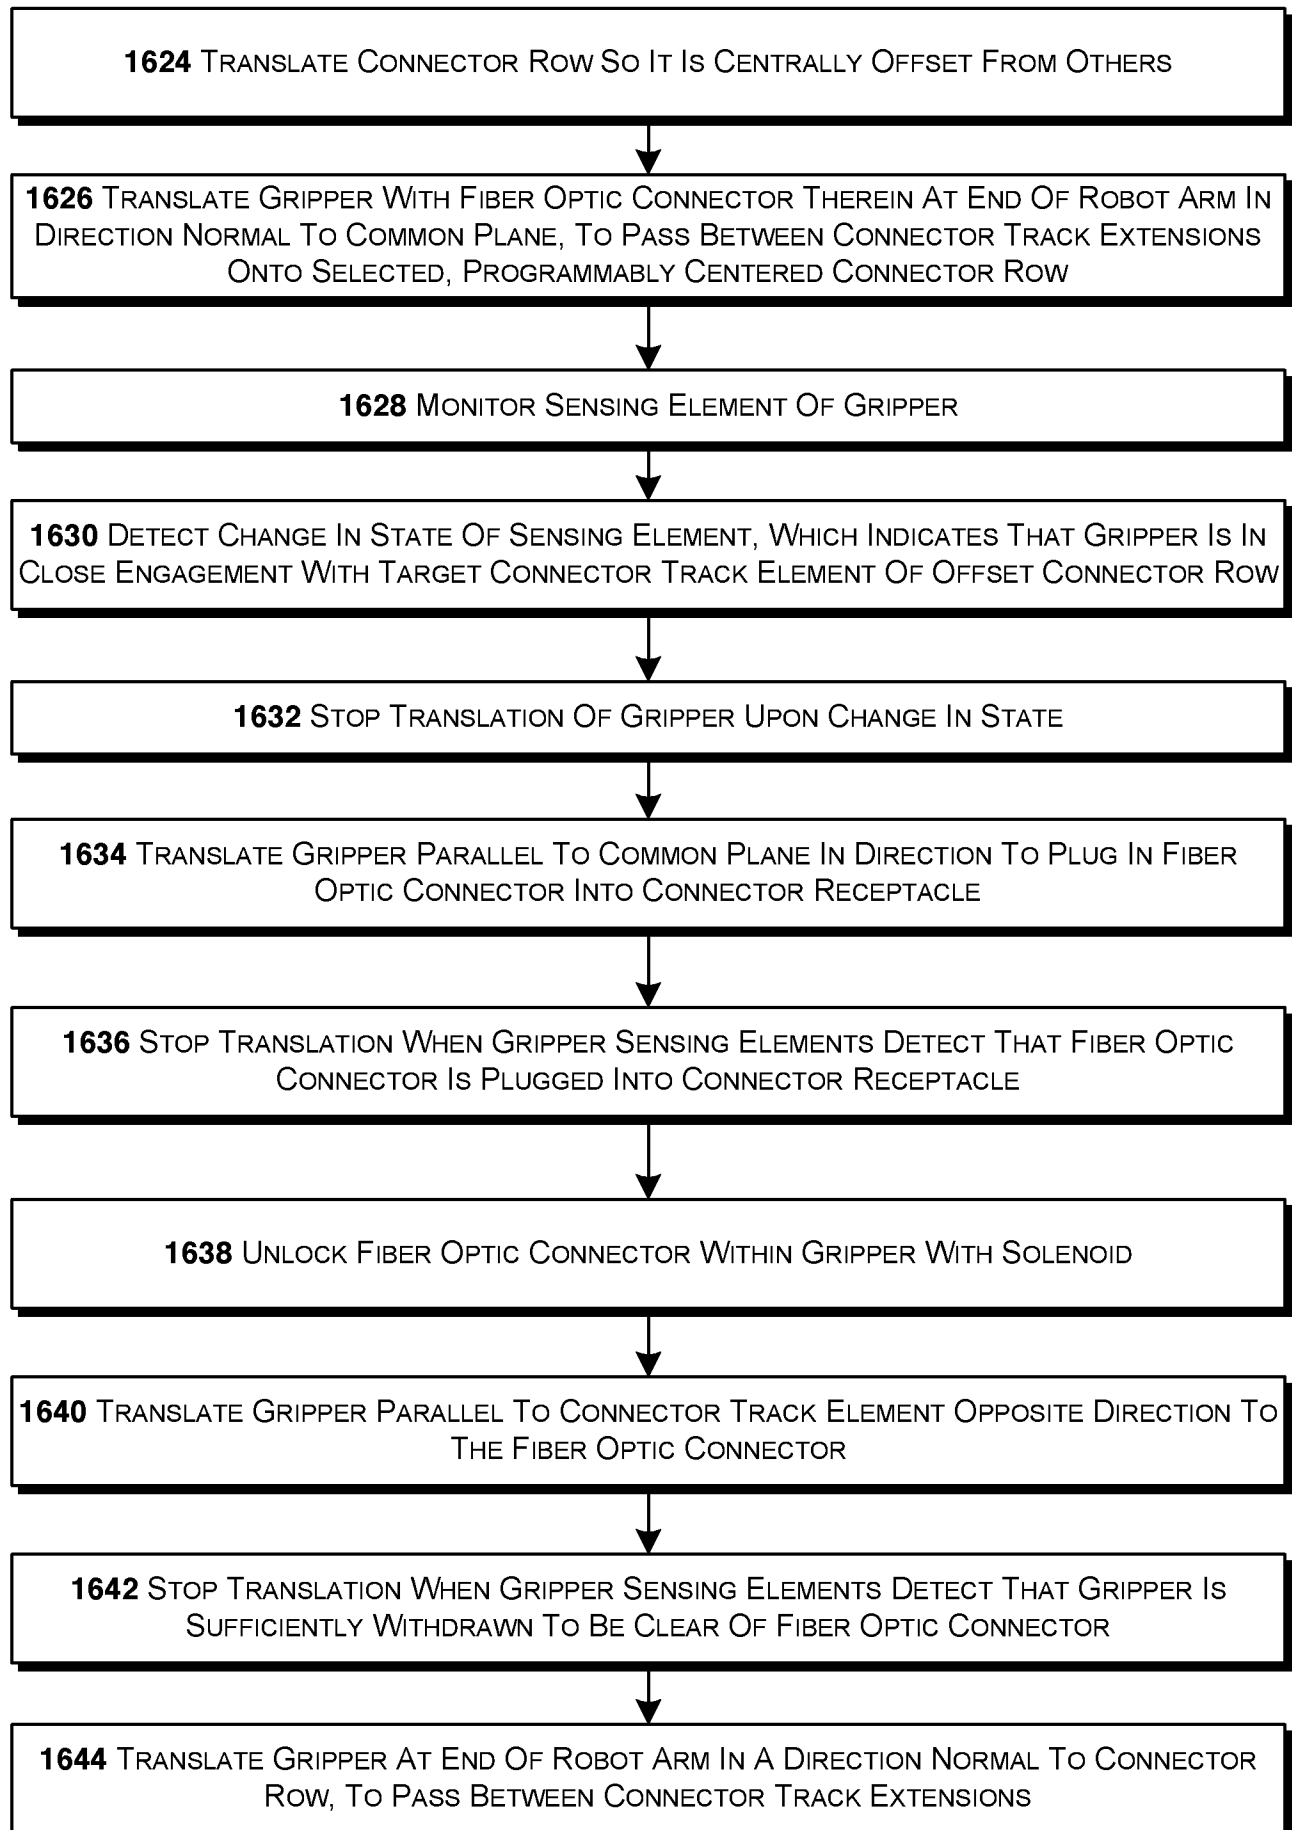 1624 Translate Connector Row So It Is Centrally Offset From Others
1626 Translate Gripper With Fiber Optic Connector Therein At End Of Robot Arm In
Direction Normal To Common Plane, To Pass Between Connector Track Extensions
Onto Selected, Programmably Centered Connector Row
1628 Monitor Sensing Element Of Gripper
1630 Detect Change In State Of Sensing Element, Which Indicates That Gripper Is In
Close Engagement With Target Connector Track Element Of Offset Connector Row
1632 Stop Translation Of Gripper Upon Change In State
1634 Translate Gripper Parallel To Common Plane In Direction To Plug In Fiber
Optic Connector Into Connector Receptacle
1636 Stop Translation When Gripper Sensing Elements Detect That Fiber Optic
Connector Is Plugged Into Connector Receptacle
1638 Unlock Fiber Optic Connector Within Gripper With Solenoid
1640 Translate Gripper Parallel To Connector Track Element Opposite Direction To
The Fiber Optic Connector
1642 Stop Translation When Gripper Sensing Elements Detect That Gripper Is
Sufficiently Withdrawn To Be Clear Of Fiber Optic Connector
1644 Translate Gripper At End Of Robot Arm In A Direction Normal To Connector
Row, To Pass Between Connector Track Extensions